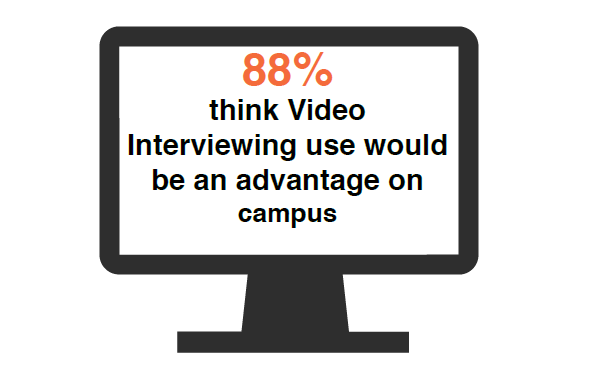 88%
think Video
Interviewing use would
be an advantage on
campus